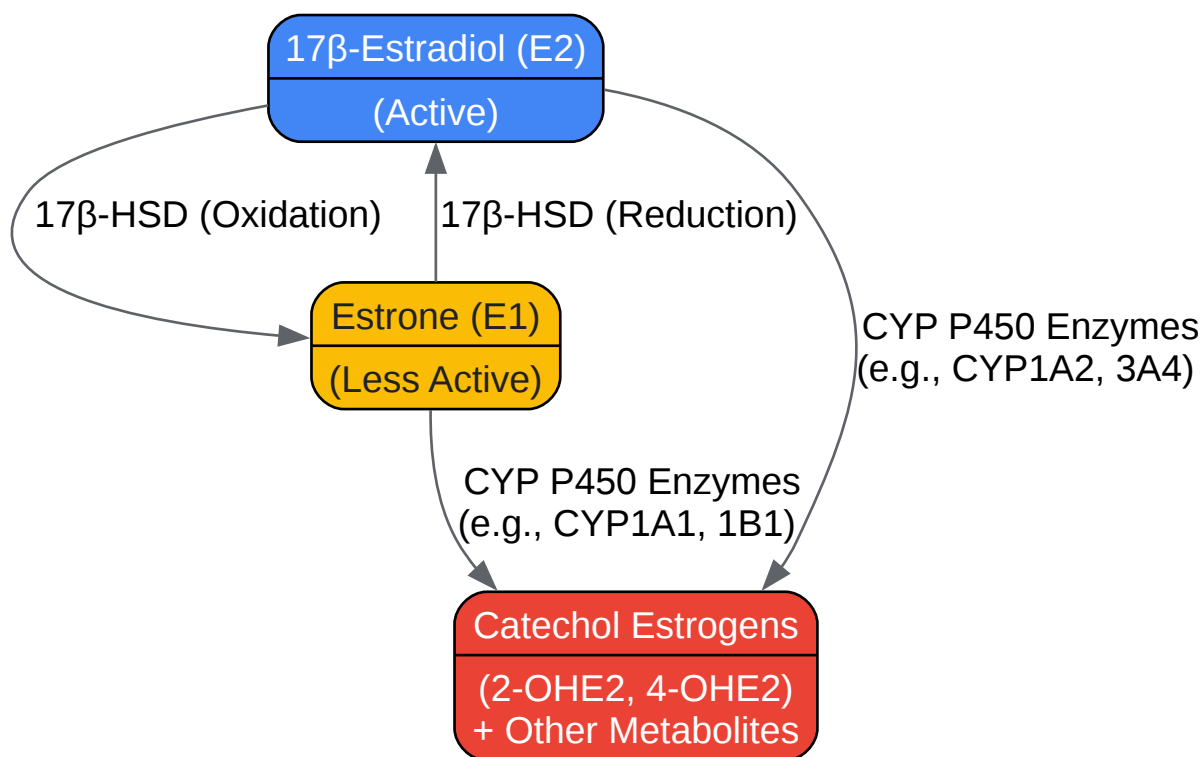 17β-Estradiol (E2)
(Active)
17β-HSD (Oxidation)
17β-HSD (Reduction)
Estrone (E1)
(Less Active)
CYP P450 Enzymes
(e.g., CYP1A2, 3A4)
CYP P450 Enzymes
(e.g., CYP1A1, 1B1)
Catechol Estrogens
(2-OHE2, 4-OHE2)
+ Other Metabolites